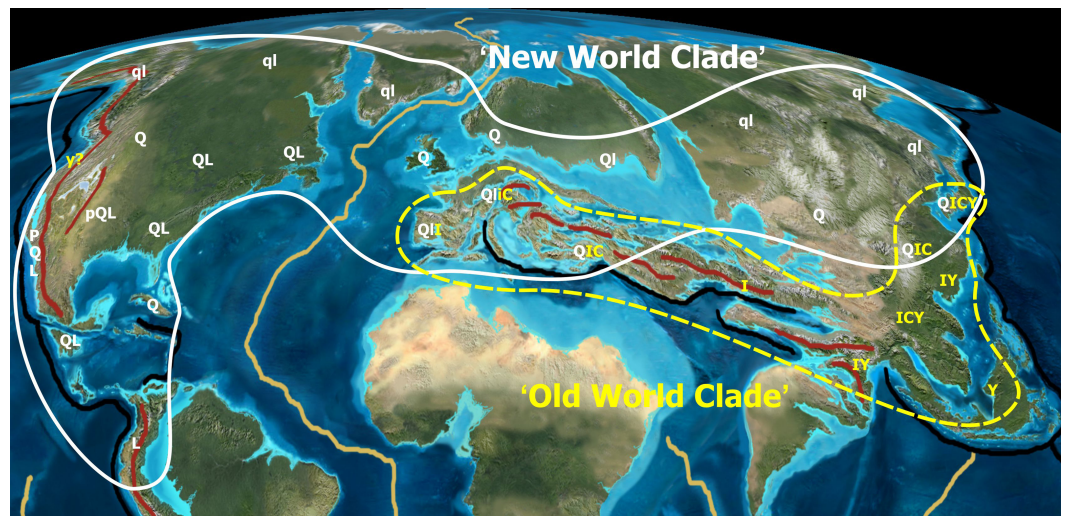 ‘New World Clade’
ql
ql
ql
ql
ql
ql
Q
Q
y?
QL
QL
Q
Ql
pQL
QliC
QICY
P
Q
L
QL
QlI
Q
QIC
QIC
I
IY
Q
ICY
QL
IY
‘Old World Clade’
Y
L